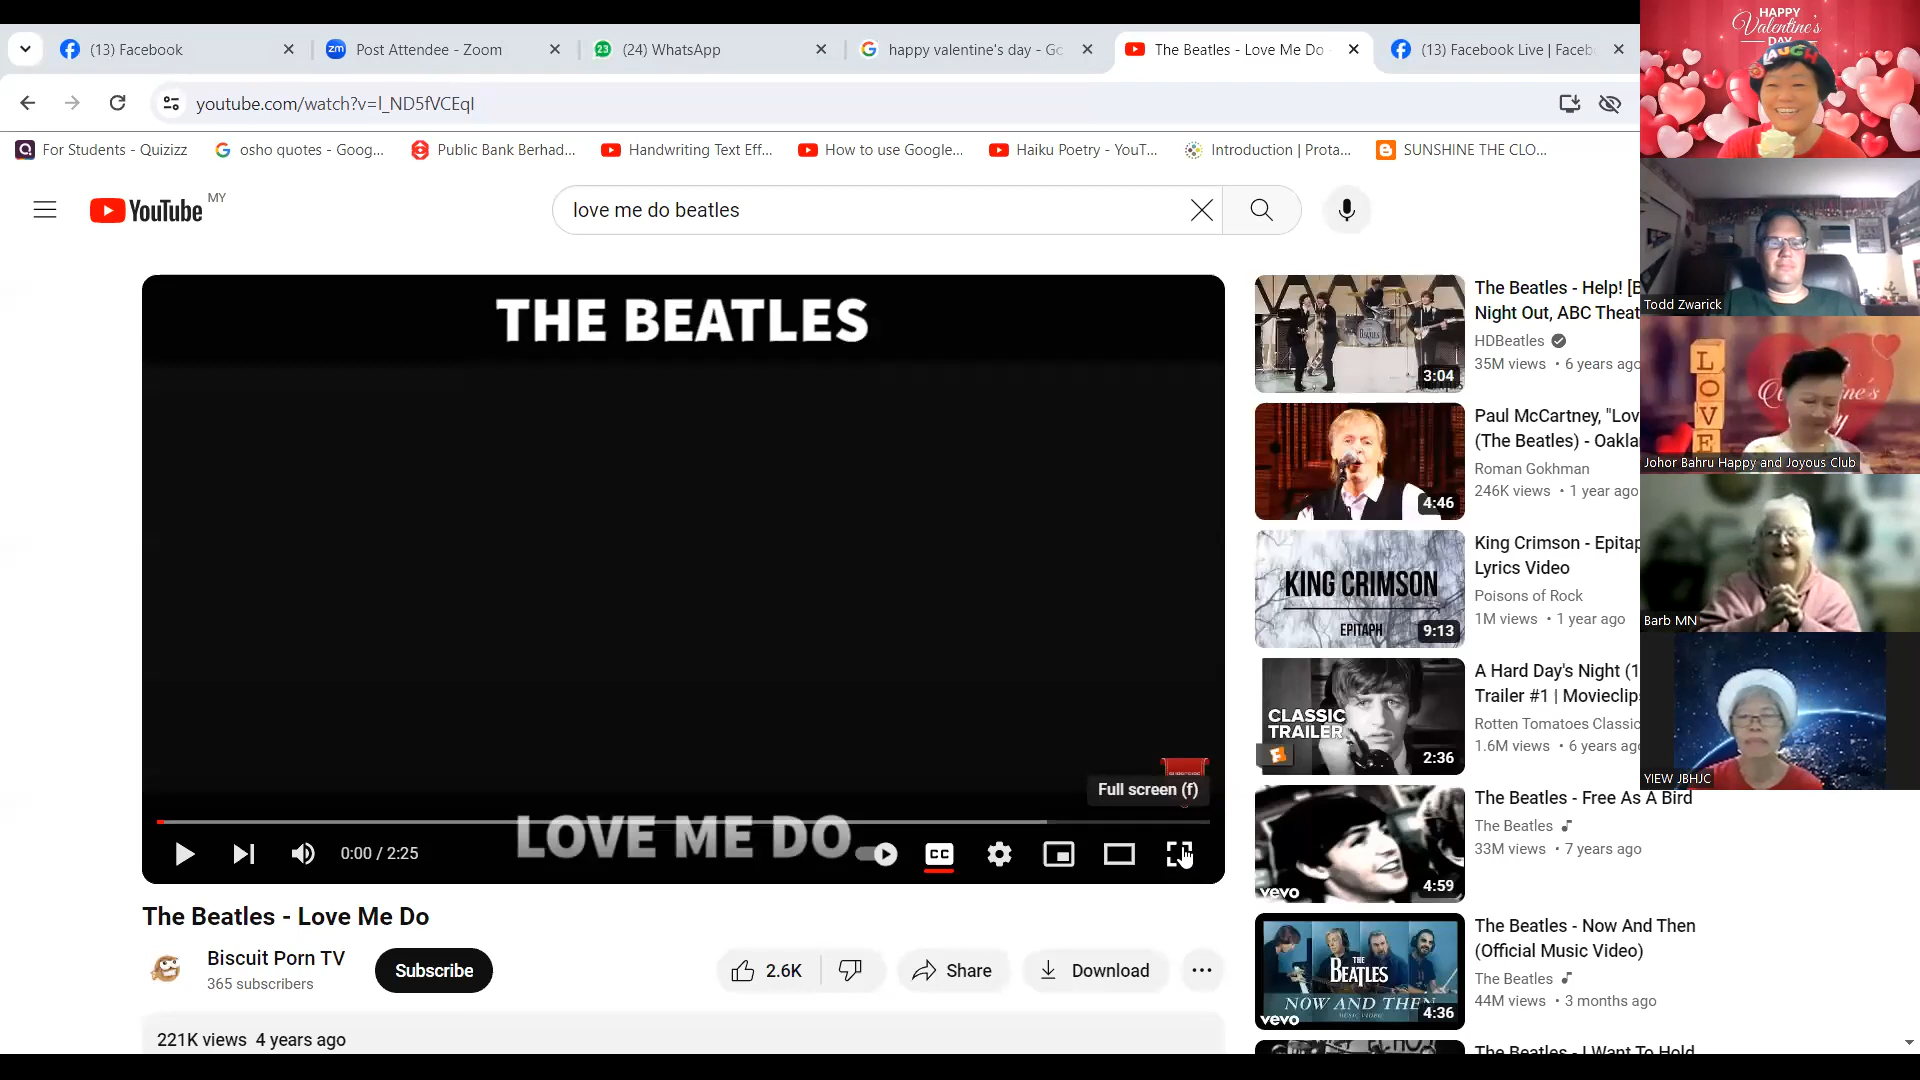 (13) Facebook
zm
Post Attendee - Zoom
23
(24) WhatsApp
happy valentine's day - Go
The Beatles - Love Me Do
(13) Facebook Live | Faceb
youtube.com/watch?v=l_ND5fVCEqI
For Students - Quizizz
osho quotes - Goog...
Public Bank Berhad...
Handwriting Text Eff...
How to use Google...
Haiku Poetry - YouT...
Introduction | Prota...
SUNSHINE THE CLO...
YouTube MY
love me do beatles
THE BEATLES
Full screen (f)
LOVE ME DO
0:00 / 2:25
CC
The Beatles - Love Me Do
Biscuit Porn TV
365 subscribers
Subscribe
2.6K
Share
Download
221K views 4 years ago
The Beatles - Help! [B
Night Out, ABC Theat
HDBeatles
35M views • 6 years ago
3:04
Paul McCartney, "Lov
(The Beatles) - Oakla
Roman Gokhman
246K views • 1 year ago
4:46
King Crimson - Epitap
Lyrics Video
Poisons of Rock
1M views • 1 year ago
KING CRIMSON
EPITAPH
9:13
A Hard Day's Night (1
Trailer #1 | Movieclip
Rotten Tomatoes Classic
1.6M views • 6 years ago
CLASSIC
TRAILER
2:36
The Beatles - Free As A Bird
The Beatles
33M views • 7 years ago
vevo
4:59
The Beatles - Now And Then
(Official Music Video)
The Beatles
44M views • 3 months ago
THE
BEATLES
NOW AND THEN
MUSIC VIDEO
vevo
4:36
The Beatles - I Want To Hold
HAPPY
Valentine's
DAY
LAUGH
Todd Zwarick
LOVE
Johor Bahru Happy and Joyous Club
Barb MN
YIEW JBHJC